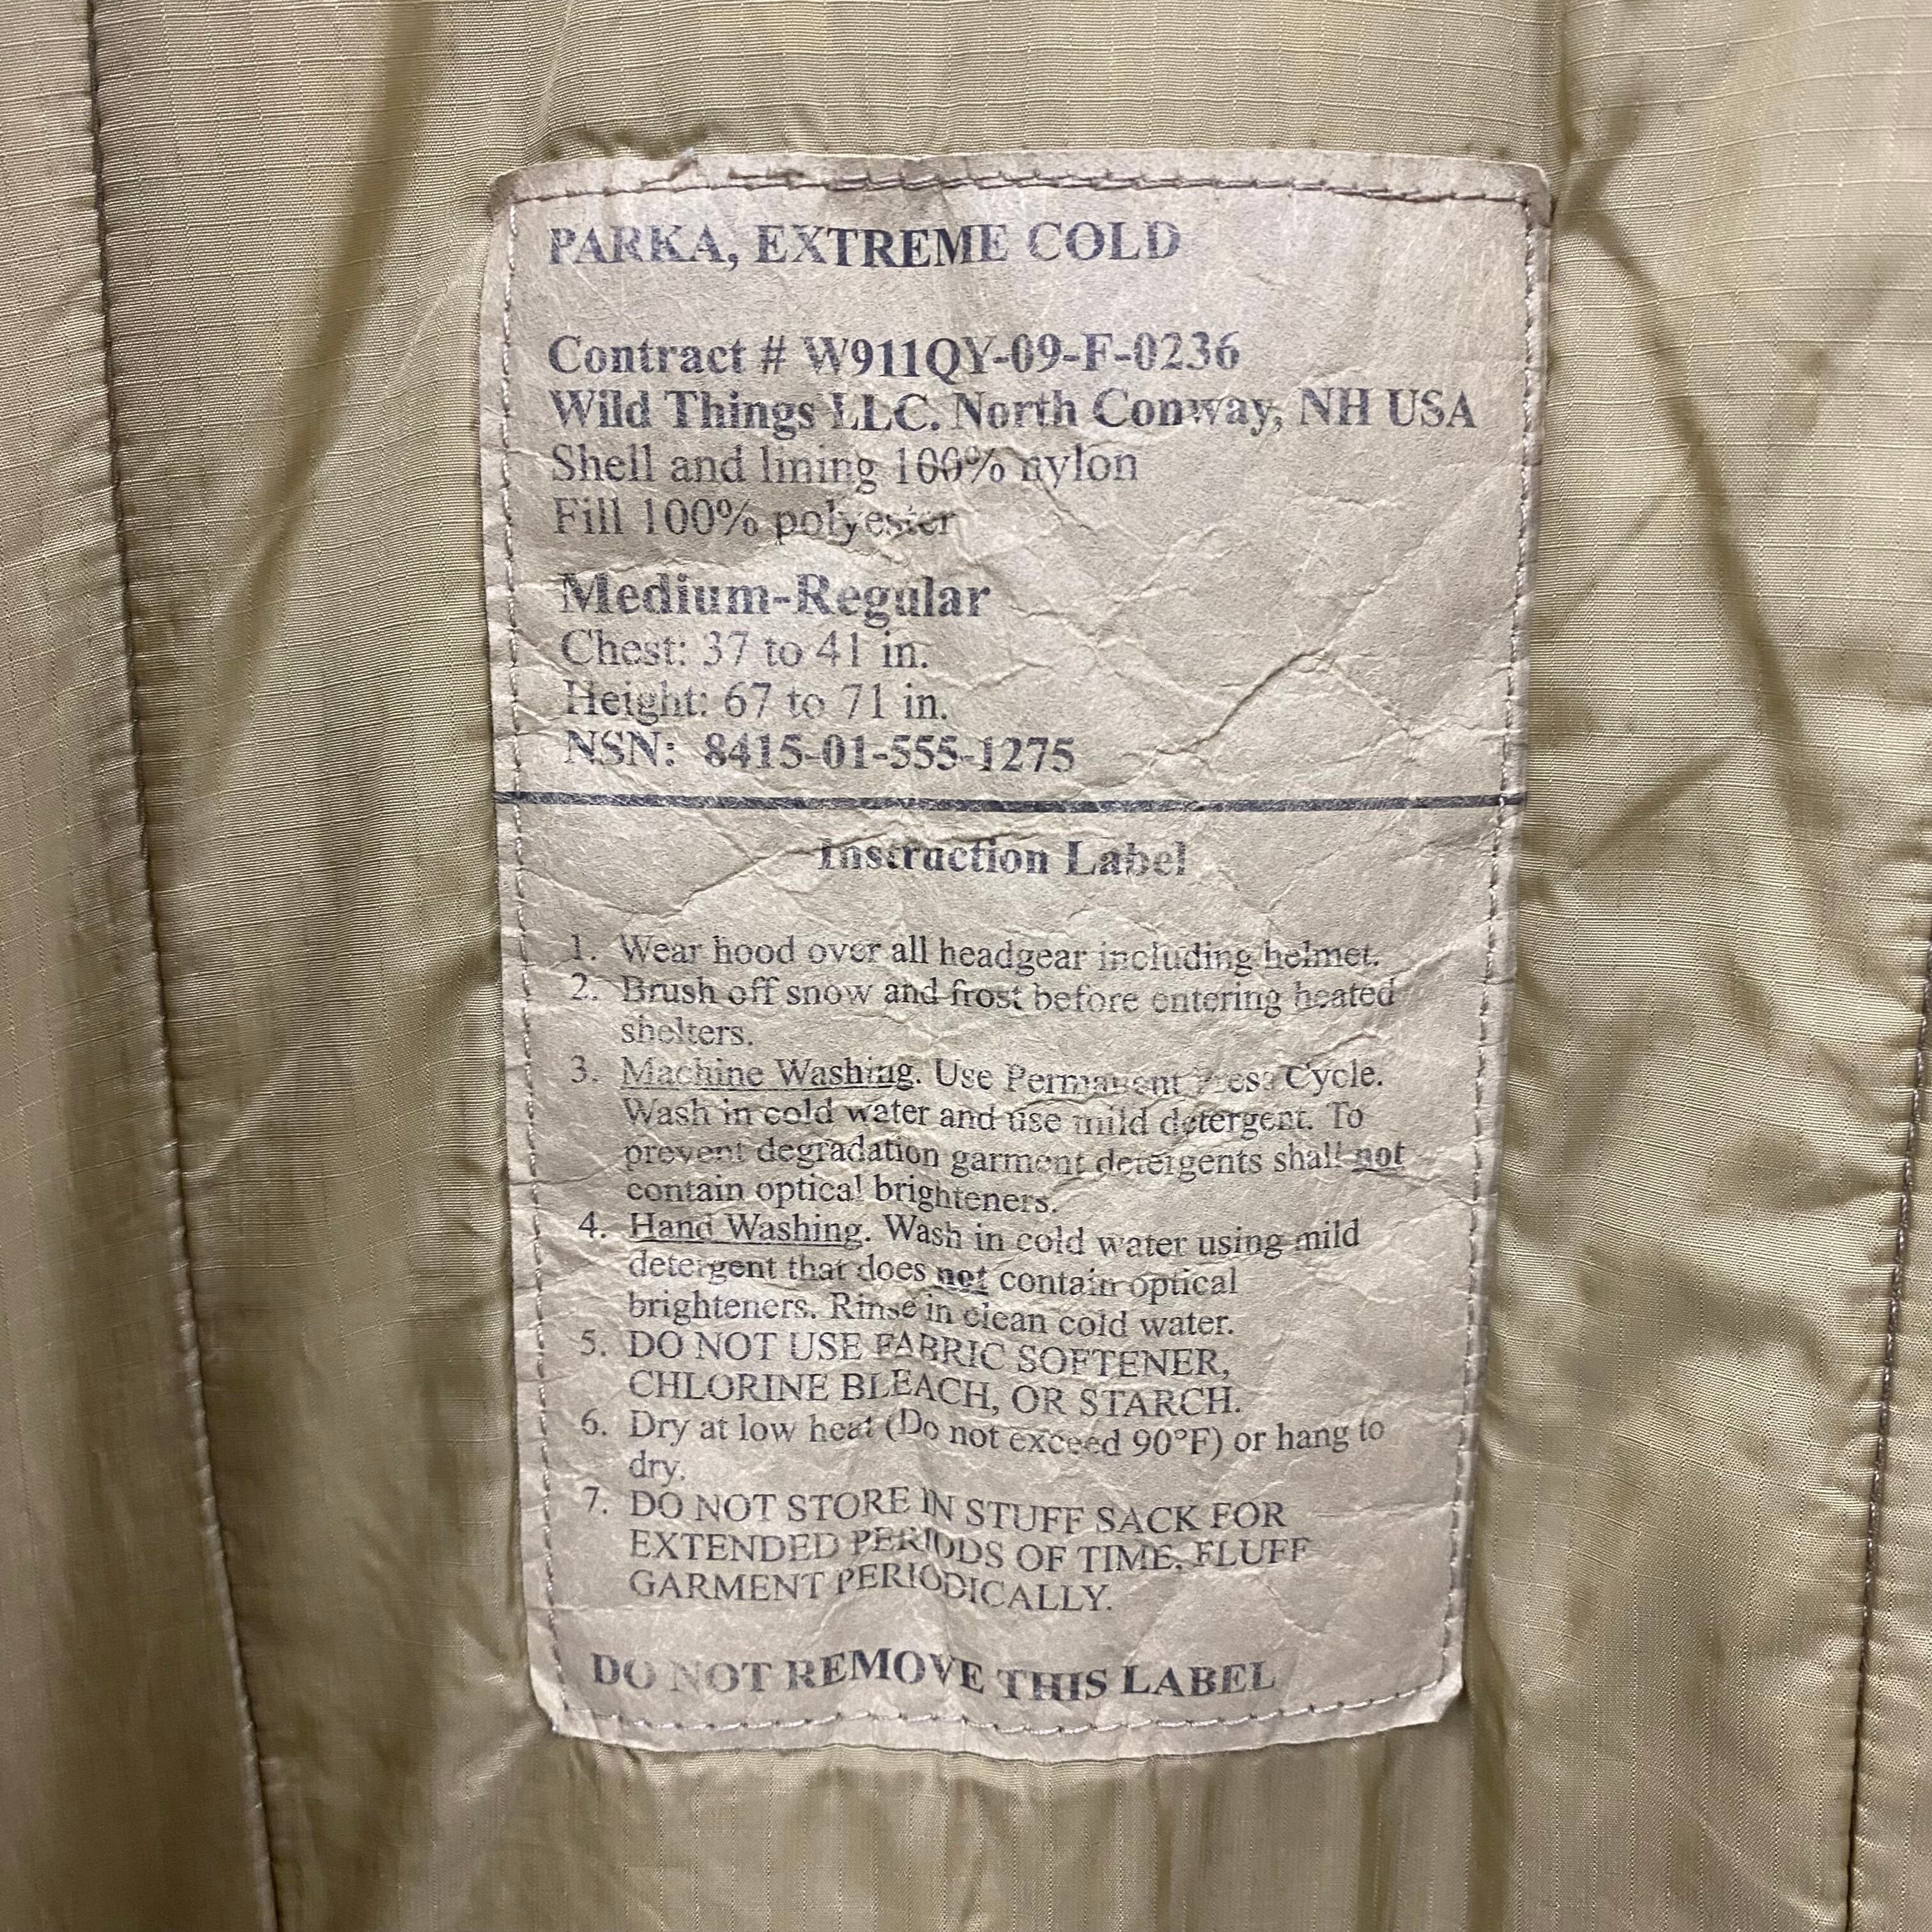 PARKA, EXTREME COLD
Contract # W911QY-09-F-0236
Wild Things LLC. North Conway, NH USA
Shell and lining 100% nylon
Fill 100% polyester
Medium-Regular
Chest: 37 to 41 in.
Height: 67 to 71 in.
NSN: 8415-01-555-1275
Instruction Label
1. Wear hood over all headgear including helmet.
2. Brush off snow and frost before entering heated
shelters.
3. Machine Washing. Use Permanent Press Cycle.
Wash in cold water and use mild detergent. To
prevent degradation garment detergents shall not
contain optical brighteners.
4. Hand Washing. Wash in cold water using mild
detergent that does not contain optical
brighteners. Rinse in clean cold water.
5. DO NOT USE FABRIC SOFTENER,
CHLORINE BLEACH, OR STARCH.
6. Dry at low heat (Do not exceed 90°F) or hang to
dry.
7. DO NOT STORE IN STUFF SACK FOR
EXTENDED PERIODS OF TIME, FLUFF
GARMENT PERIODICALLY.
DO NOT REMOVE THIS LABEL